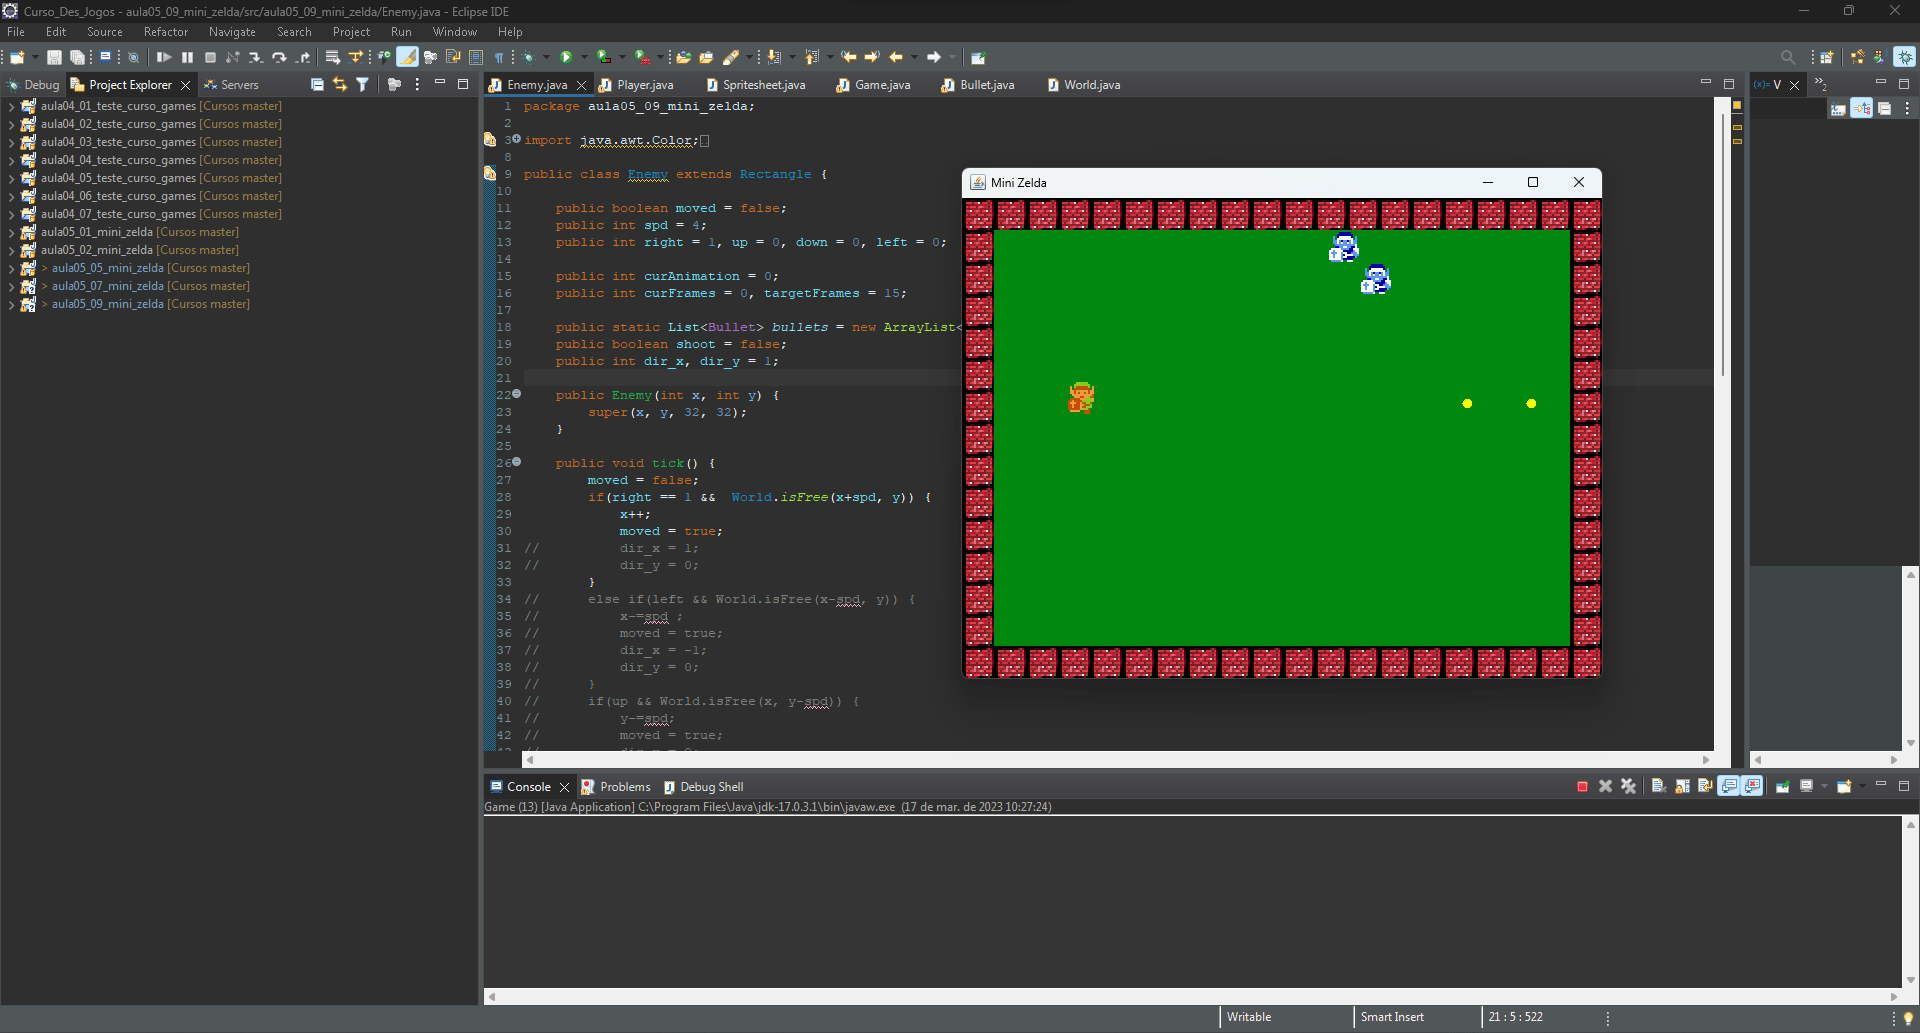 Curso_Des_Jogos - aula05_09_mini_zelda/src/aula05_09_mini_zelda/Enemy.java - Eclipse IDE
File Edit Source Refactor Navigate Search Project Run Window Help
Debug Project Explorer Servers
Enemy.java Player.java Spritesheet.java Game.java Bullet.java World.java
(x)= V
2
aula04_01_teste_curso_games [Cursos master]
aula04_02_teste_curso_games [Cursos master]
aula04_03_teste_curso_games [Cursos master]
aula04_04_teste_curso_games [Cursos master]
aula04_05_teste_curso_games [Cursos master]
aula04_06_teste_curso_games [Cursos master]
aula04_07_teste_curso_games [Cursos master]
aula05_01_mini_zelda [Cursos master]
aula05_02_mini_zelda [Cursos master]
> aula05_05_mini_zelda [Cursos master]
> aula05_07_mini_zelda [Cursos master]
> aula05_09_mini_zelda [Cursos master]
1 package aula05_09_mini_zelda;
2
3 import java.awt.Color;
8
9 public class Enemy extends Rectangle {
10
11 public boolean moved = false;
12 public int spd = 4;
13 public int right = 1, up = 0, down = 0, left = 0;
14
15 public int curAnimation = 0;
16 public int curFrames = 0, targetFrames = 15;
17
18 public static List<Bullet> bullets = new ArrayList<
19 public boolean shoot = false;
20 public int dir_x, dir_y = 1;
21
22 public Enemy(int x, int y) {
23 super(x, y, 32, 32);
24 }
25
26 public void tick() {
27 moved = false;
28 if(right == 1 && World.isFree(x+spd, y)) {
29 x++;
30 moved = true;
31 // dir_x = 1;
32 // dir_y = 0;
33 }
34 // else if(left && World.isFree(x-spd, y)) {
35 // x-=spd ;
36 // moved = true;
37 // dir_x = -1;
38 // dir_y = 0;
39 // }
40 // if(up && World.isFree(x, y-spd)) {
41 // y-=spd;
42 // moved = true;
Mini Zelda
Console Problems Debug Shell
Game (13) [Java Application] C:\Program Files\Java\jdk-17.0.3.1\bin\javaw.exe (17 de mar. de 2023 10:27:24)
Writable Smart Insert 21 : 5 : 522